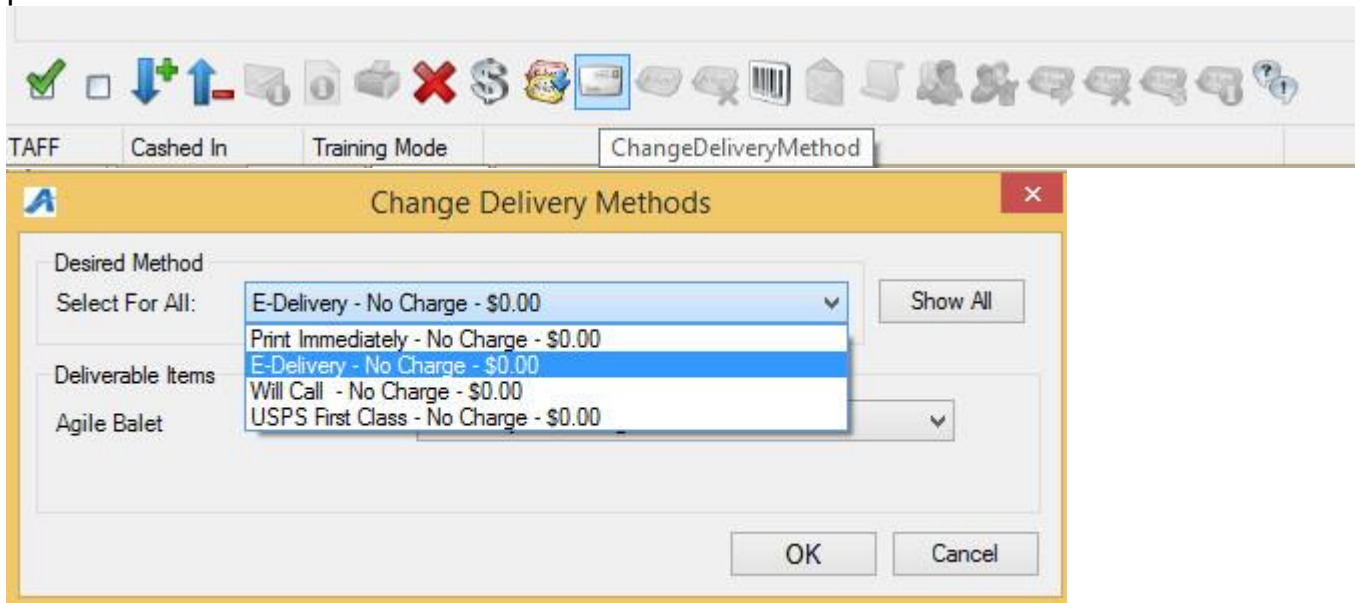 TAFF Cashed In Training Mode ChangeDeliveryMethod
Change Delivery Methods
Desired Method
Select For All: E-Delivery - No Charge - $0.00 Show All
Print Immediately - No Charge - $0.00
E-Delivery - No Charge - $0.00
Deliverable Items
Will Call - No Charge - $0.00
Agile Balet
USPS First Class - No Charge - $0.00
OK Cancel